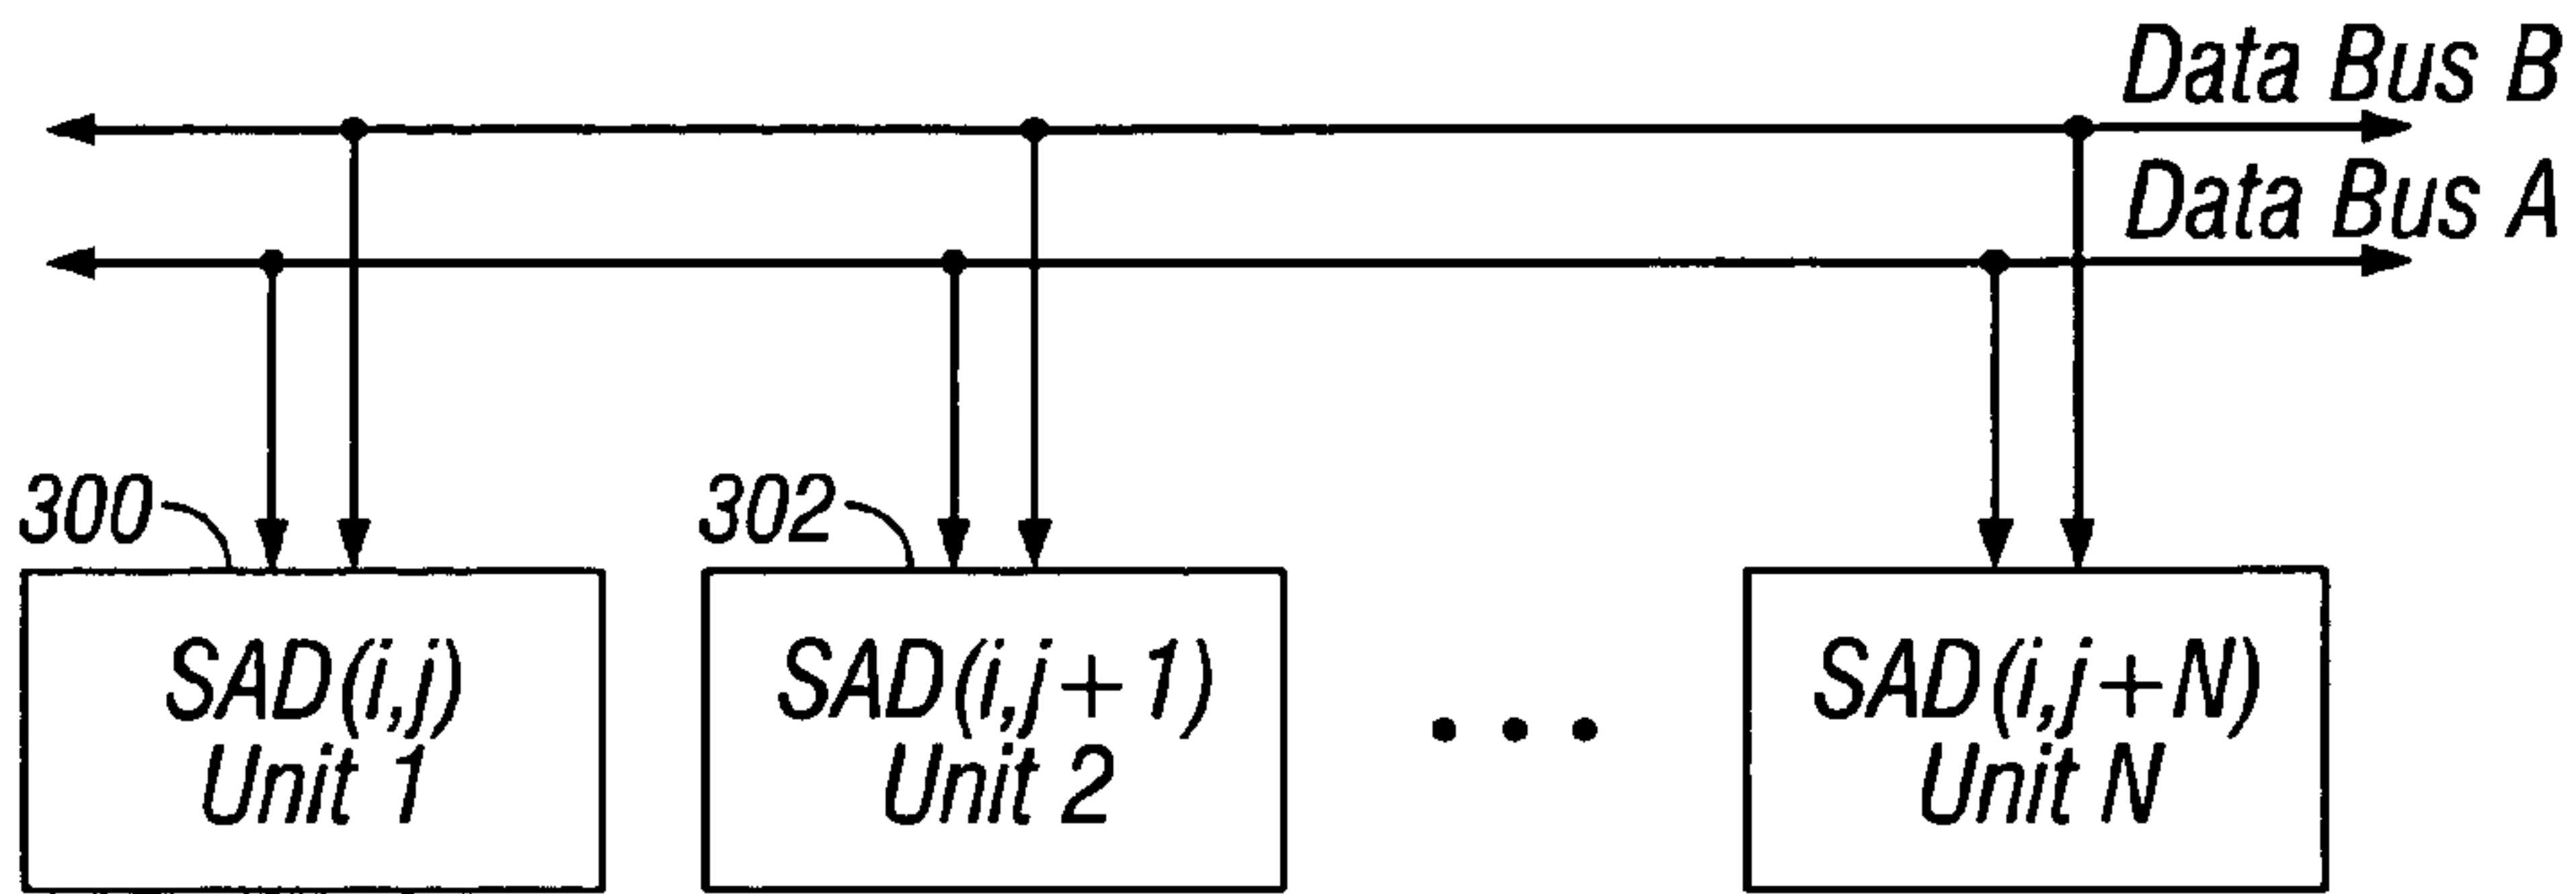 Data Bus B
Data Bus A
300
302
SAD(i,j)
Unit 1
SAD(i,j+1)
Unit 2
SAD(i,j+N)
Unit N